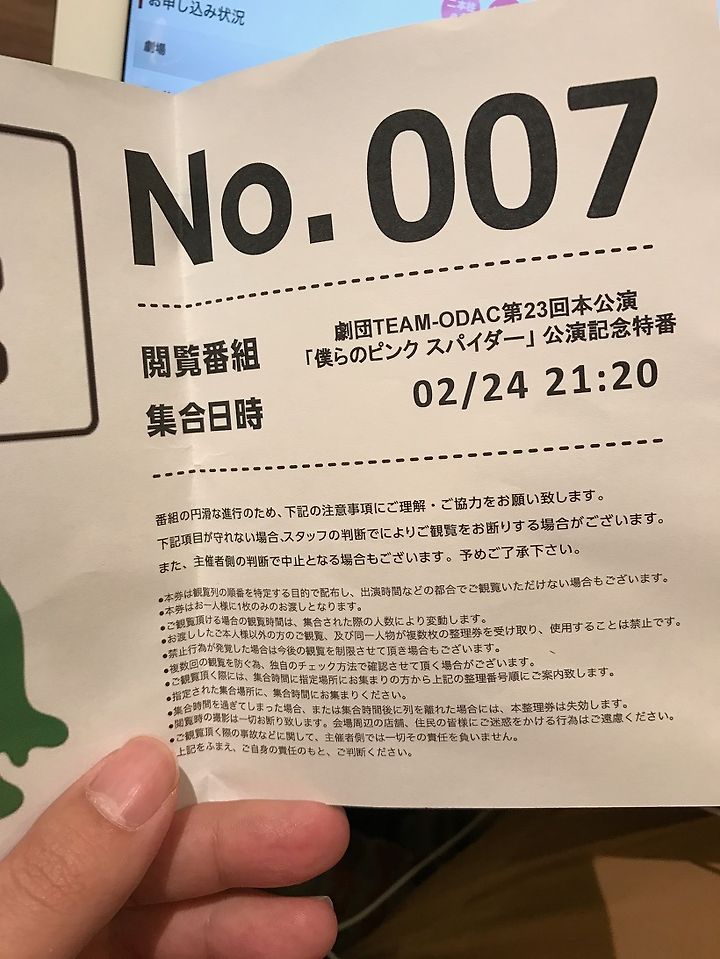 お申し込み状況
劇場
No.007
閲覧番組
劇団TEAM-ODAC第23回本公演
「僕らのピンク スパイダー」公演記念特番
集合日時
02/24 21:20
番組の円滑な進行のため、下記の注意事項にご理解・ご協力をお願い致します。
下記項目が守れない場合、スタッフの判断でによりご観覧をお断りする場合がございます。
また、主催者側の判断で中止となる場合もございます。予めご了承下さい。
●本券は観覧列の順番を特定する目的で配布し、出演時間などの都合でご観覧いただけない場合もございます。
●本券はお一人様に1枚のみのお渡しとなります。
●ご観覧頂ける場合の観覧時間は、集合された際の人数により変動します。
●お渡ししたご本人様以外の方のご観覧、及び同一人物が複数枚の整理券を受け取り、使用することは禁止です。
●禁止行為が発覚した場合は今後の観覧を制限させて頂き場合もございます。
●複数回の観覧を防ぐ為、独自のチェック方法で確認させて頂く場合がございます。
●ご観覧頂く際には、集合時間に指定場所にお集まりの方から上記の整理番号順にご案内致します。
●指定された集合場所に、集合時間にお集まりください。
●集合時間を過ぎてしまった場合、または集合時間後に列を離れた場合には、本整理券は失効します。
●閲覧時の撮影は一切お断り致します。会場周辺の店舗、住民の皆様にご迷惑をかける行為はご遠慮ください。
●ご観覧頂く際の事故などに関して、主催者側では一切その責任を負いません。
上記をふまえ、ご自身の責任のもと、ご判断ください。